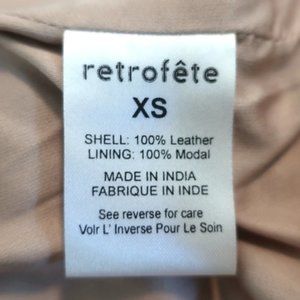 retrofête
XS
SHELL: 100% Leather
LINING: 100% Modal
MADE IN INDIA
FABRIQUE IN INDE
See reverse for care
Voir L' Inverse Pour Le Soin